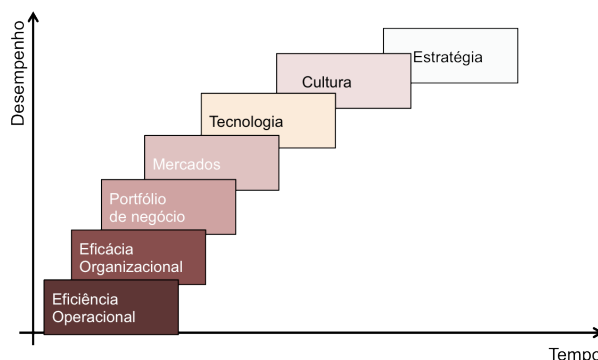 Desempenho
Estratégia
Cultura
Tecnologia
Mercados
Portfólio
de negócio
Eficácia
Organizacional
Eficiência
Operacional
Tempo